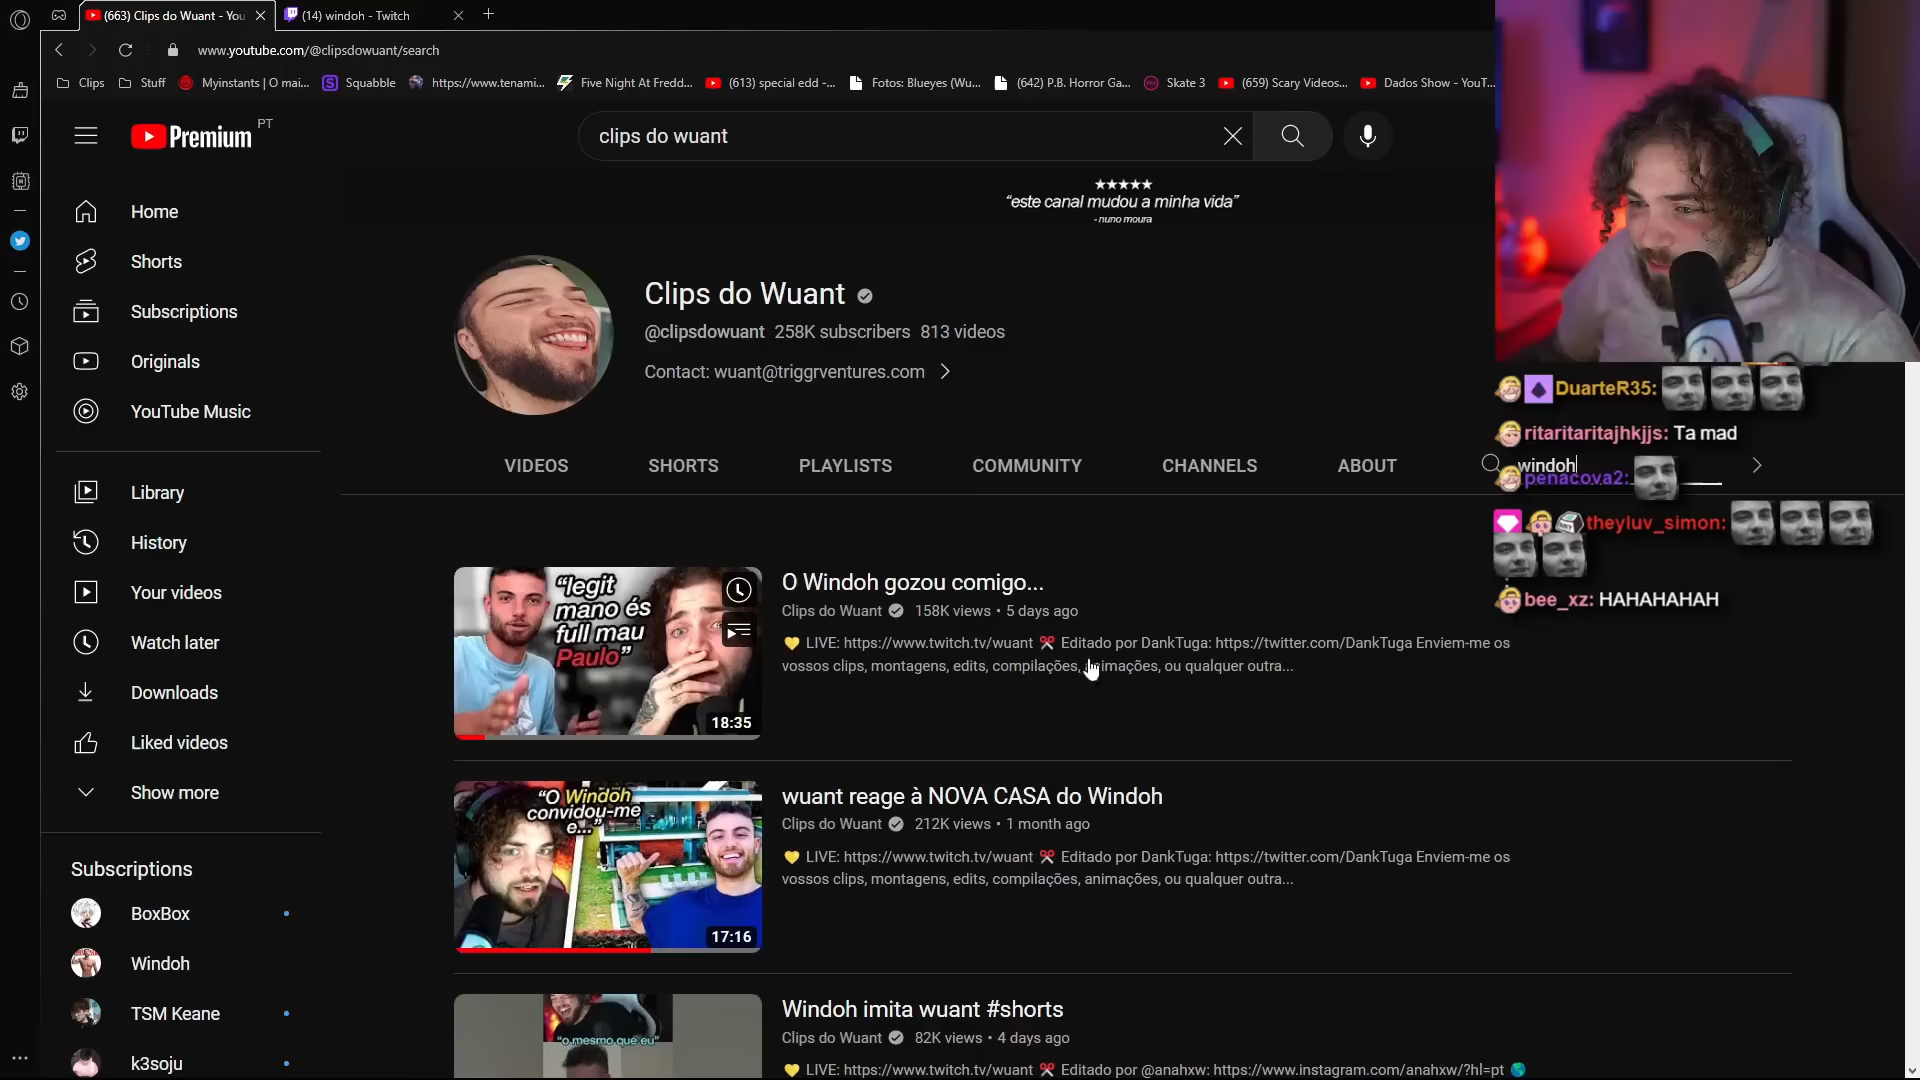 (663) Clips do Wuant - You
(14) windoh - Twitch
www.youtube.com/@clipsdowuant/search
Clips
Stuff
Myinstants | O mai...
Squabble
https://www.tenami...
Five Night At Fredd...
(613) special edd -...
Fotos: Blueyes (Wu...
(642) P.B. Horror Ga...
Skate 3
(659) Scary Videos...
Dados Show - YouT...
Premium
PT
clips do wuant
★★★★★
“este canal mudou a minha vida”
- nuno moura
Home
Shorts
Subscriptions
Originals
YouTube Music
Library
History
Your videos
Watch later
Downloads
Liked videos
Show more
Subscriptions
BoxBox
Windoh
TSM Keane
k3soju
Clips do Wuant
@clipsdowuant 258K subscribers 813 videos
Contact: wuant@triggrventures.com
VIDEOS
SHORTS
PLAYLISTS
COMMUNITY
CHANNELS
ABOUT
windoh
“legit
mano és
full mau
Paulo”
18:35
O Windoh gozou comigo...
Clips do Wuant 158K views • 5 days ago
💛 LIVE: https://www.twitch.tv/wuant ✂ Editado por DankTuga: https://twitter.com/DankTuga Enviem-me os
vossos clips, montagens, edits, compilações, animações, ou qualquer outra...
“O Windoh
convidou-me
e...”
17:16
wuant reage à NOVA CASA do Windoh
Clips do Wuant 212K views • 1 month ago
💛 LIVE: https://www.twitch.tv/wuant ✂ Editado por DankTuga: https://twitter.com/DankTuga Enviem-me os
vossos clips, montagens, edits, compilações, animações, ou qualquer outra...
“o mesmo que eu”
Windoh imita wuant #shorts
Clips do Wuant 82K views • 4 days ago
💛 LIVE: https://www.twitch.tv/wuant ✂ Editado por @anahxw: https://www.instagram.com/anahxw/?hl=pt 🌎
DuarteR35:
ritaritaritajhkjjs: Ta mad
penacova2:
theyluv_simon:
bee_xz: HAHAHAHAH